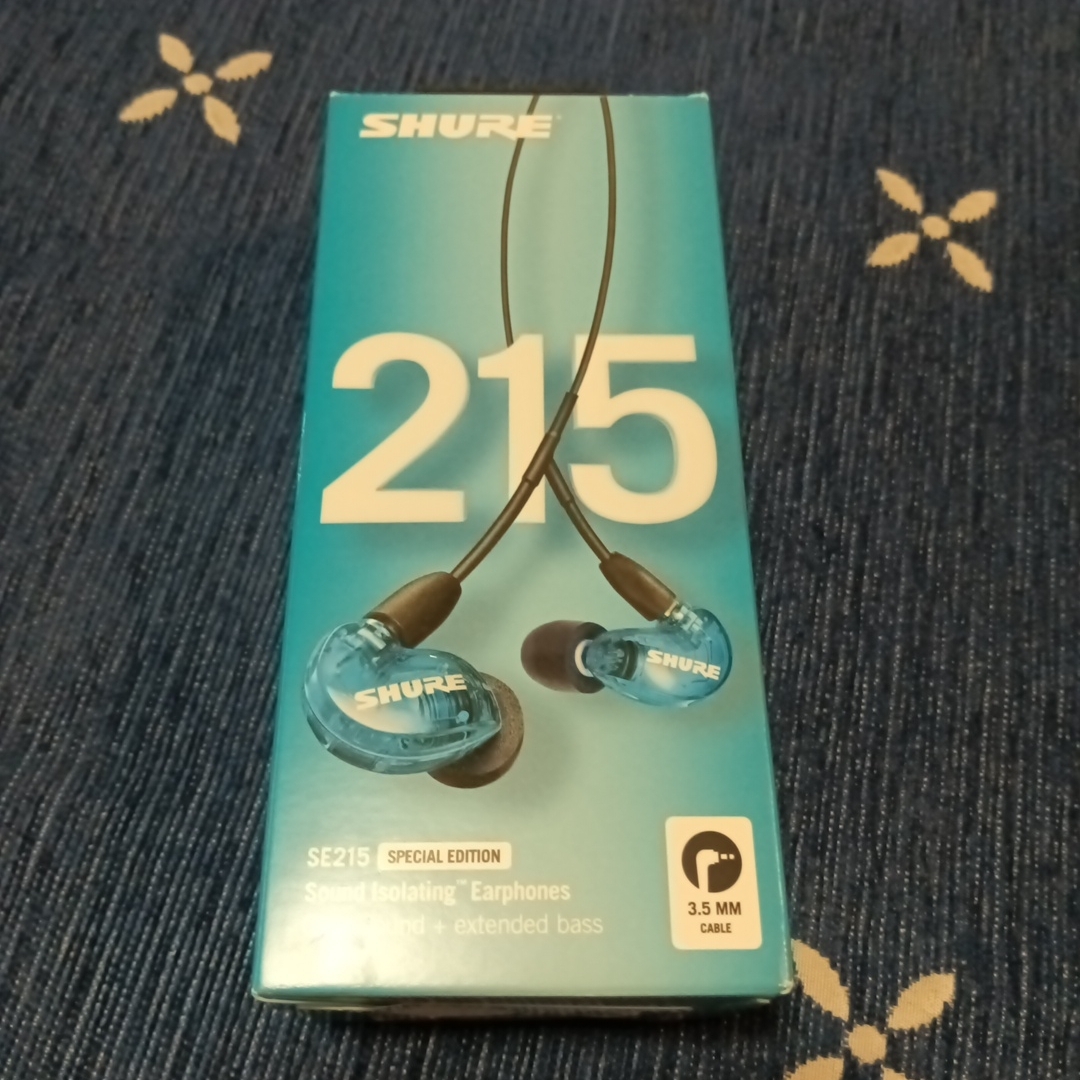 SHURE
215
SHURE
SHURE
SE215 SPECIAL EDITION
Sound Isolating™ Earphones
+ extended bass
3.5 MM
CABLE